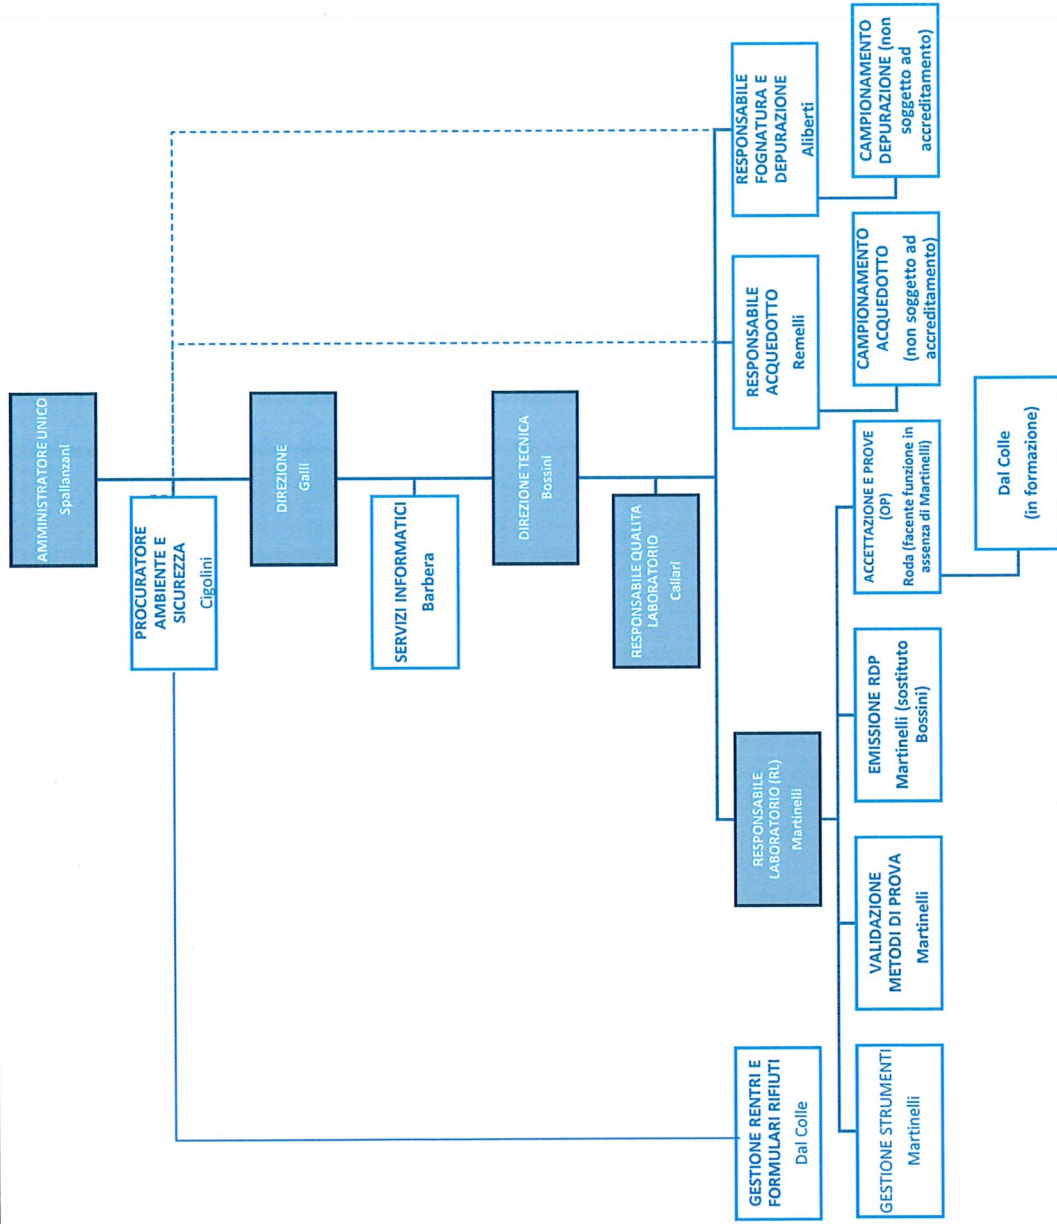 AMMINISTRATORE UNICO
Spallanzani
PROCURATORE
AMBIENTE E
SICUREZZA
Cigolini
DIREZIONE
Galli
SERVIZI INFORMATICI
Barbera
DIREZIONE TECNICA
Bossini
RESPONSABILE QUALITA
LABORATORIO
Callari
GESTIONE RENTRI E
FORMULARI RIFIUTI
Dal Colle
RESPONSABILE
LABORATORIO (RL)
Martinelli
RESPONSABILE
ACQUEDOTTO
Remelli
RESPONSABILE
FOGNATURA E
DEPURAZIONE
Aliberti
GESTIONE STRUMENTI
Martinelli
VALIDAZIONE
METODI DI PROVA
Martinelli
EMISSIONE RDP
Martinelli (sostituto
Bossini)
ACCETTAZIONE E PROVE
(OP)
Roda (facente funzione in
assenza di Martinelli)
CAMPIONAMENTO
ACQUEDOTTO
(non soggetto ad
accreditamento)
CAMPIONAMENTO
DEPURAZIONE (non
soggetto ad
accreditamento)
Dal Colle
(in formazione)